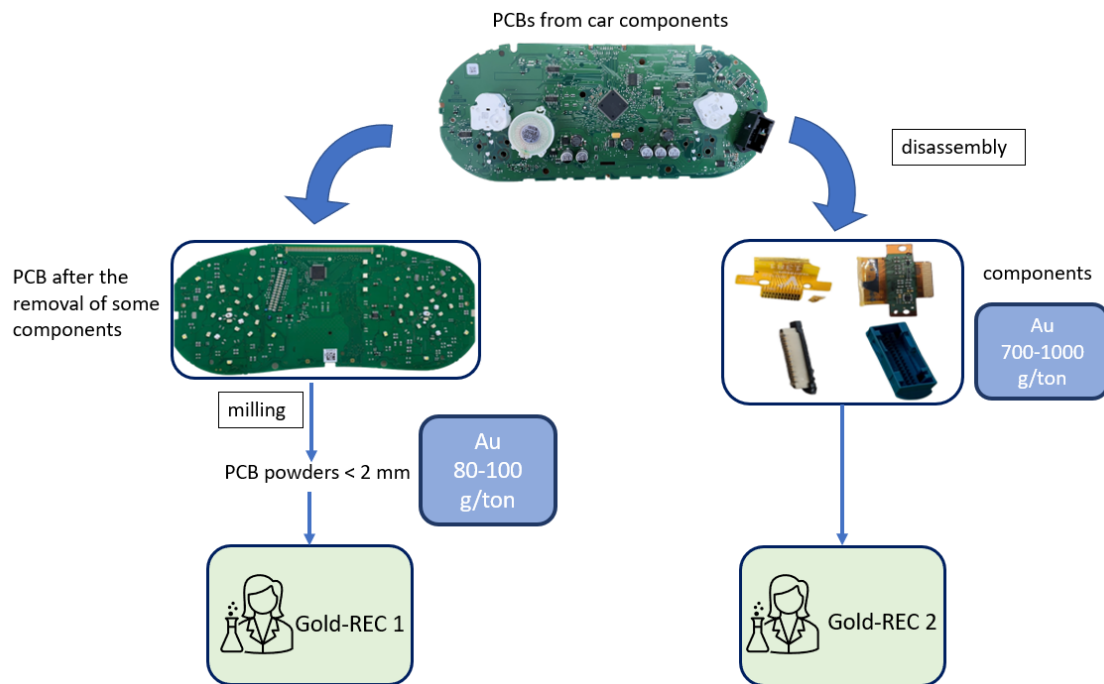 PCBs from car components
disassembly
PCB after the
removal of some
components
components
Au
700-1000
g/ton
milling
Au
80-100
g/ton
PCB powders < 2 mm
Gold-REC 1
Gold-REC 2